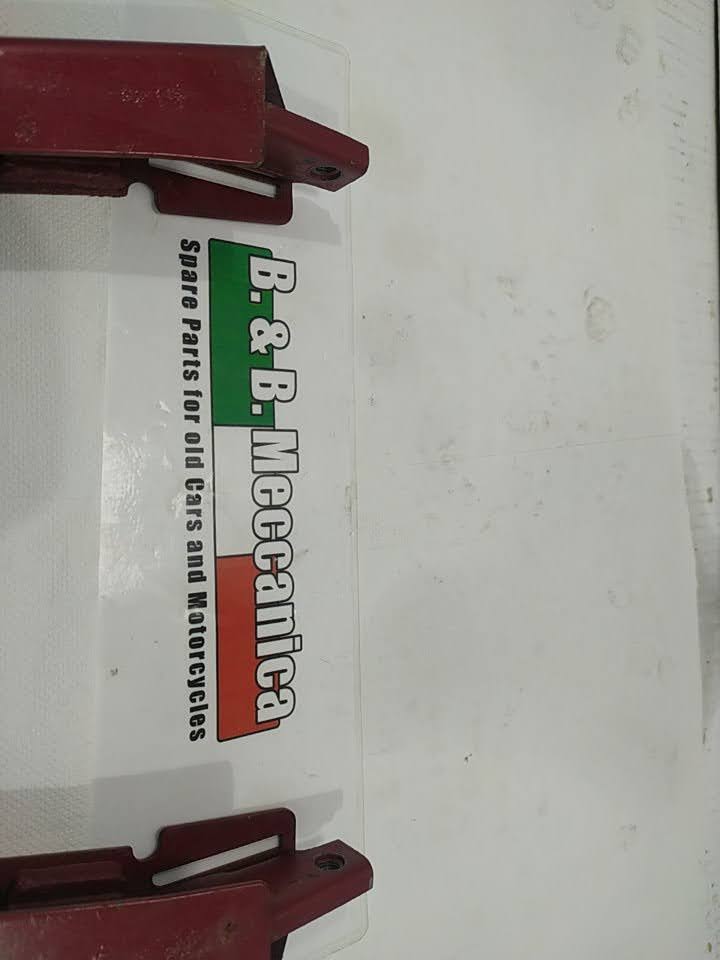 B. & B. Meccanica
Spare Parts for old Cars and Motorcycles